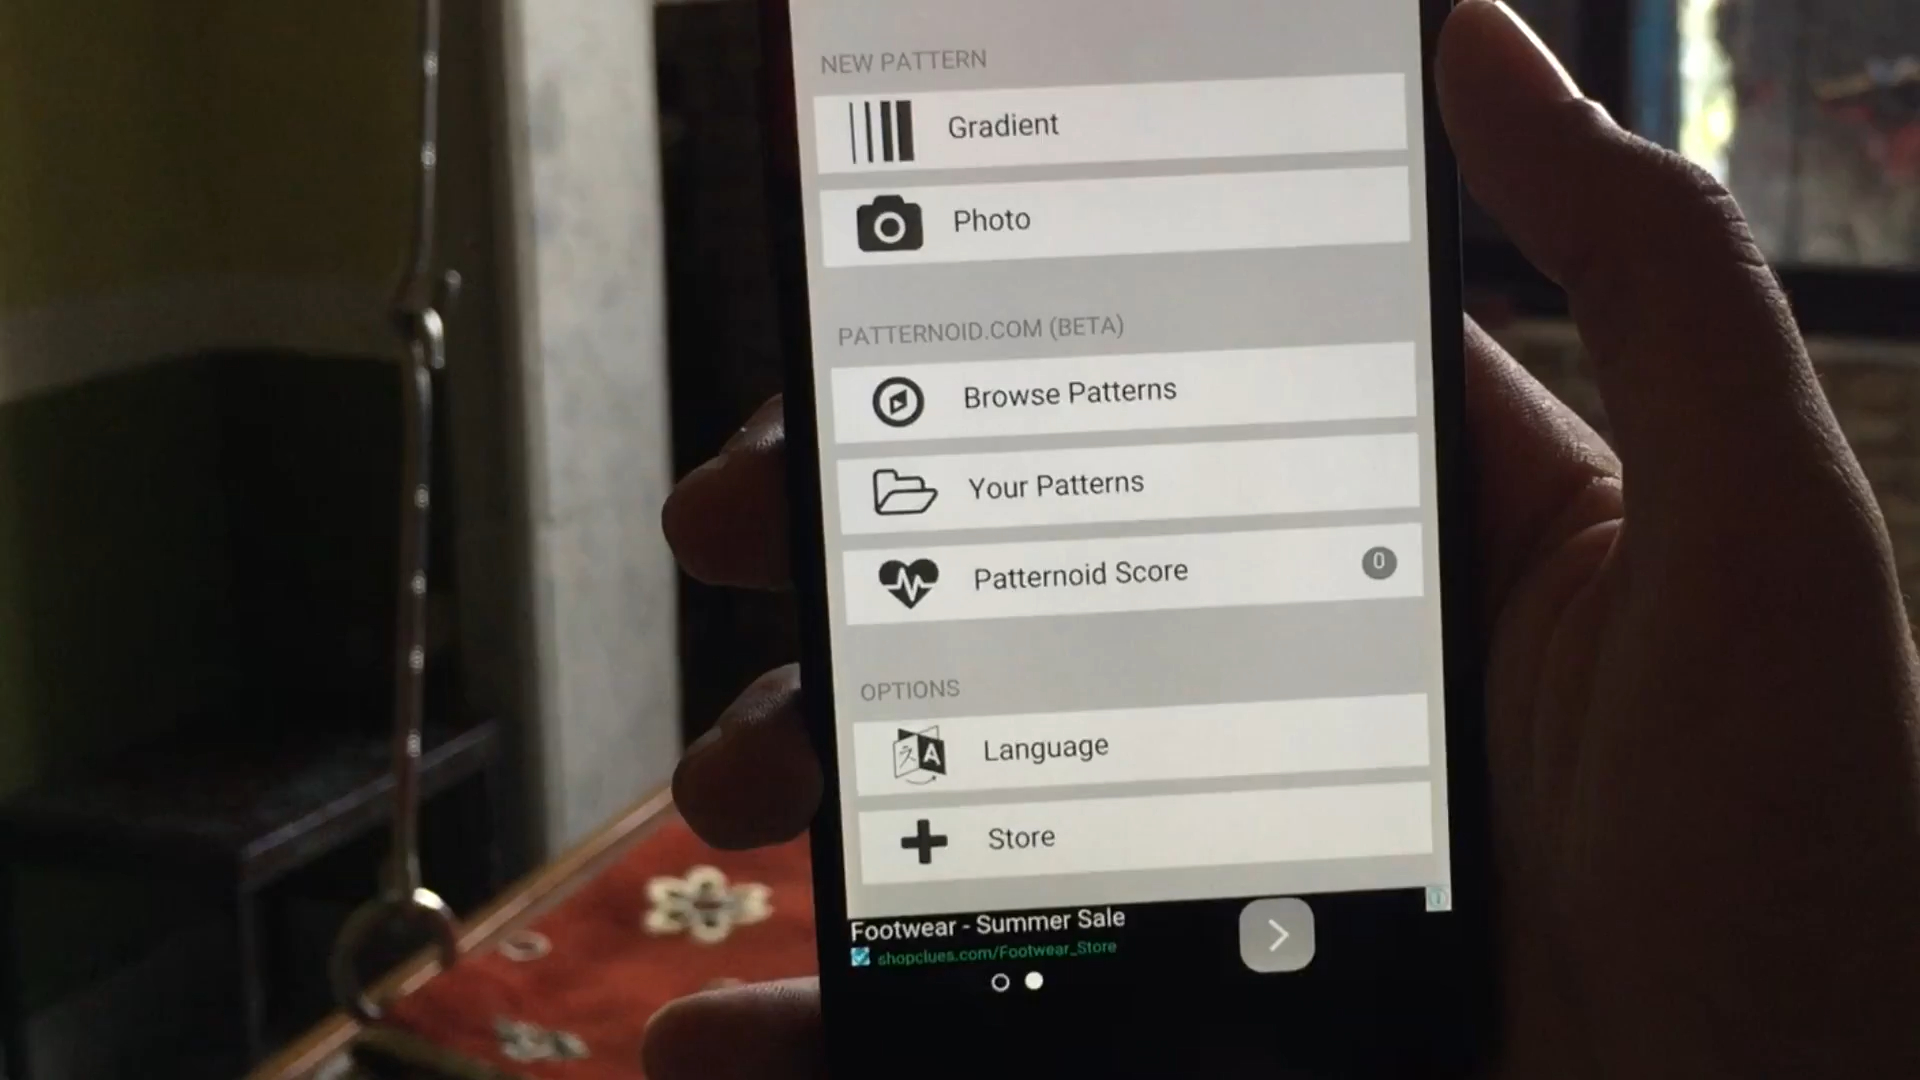 NEW PATTERN
Gradient
Photo
PATTERNOID.COM (BETA)
Browse Patterns
Your Patterns
Patternoid Score
0
OPTIONS
Language
A
Store
Footwear - Summer Sale
shopclues.com/Footwear_Store